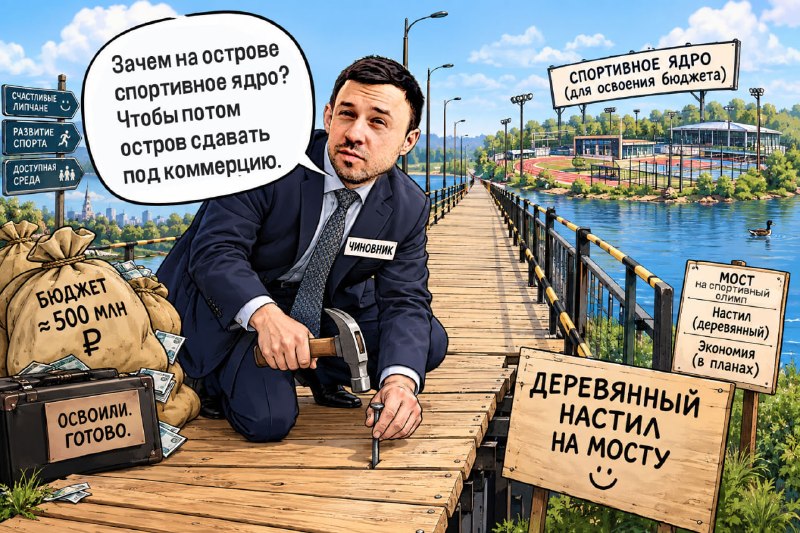 Зачем на острове
спортивное ядро?
Чтобы потом
остров сдавать
под коммерцию.
СПОРТИВНОЕ ЯДРО
(для освоения бюджета)
СЧАСТЛИВЫЕ
ЛИПЧАНЕ
РАЗВИТИЕ
СПОРТА
ДОСТУПНАЯ
СРЕДА
ЧИНОВНИК
БЮДЖЕТ
≈ 500 МЛН
₽
ОСВОИЛИ.
ГОТОВО.
МОСТ
на спортивный
олимп
Настил
(деревянный)
Экономия
(в планах)
ДЕРЕВЯННЫЙ
НАСТИЛ
НА МОСТУ